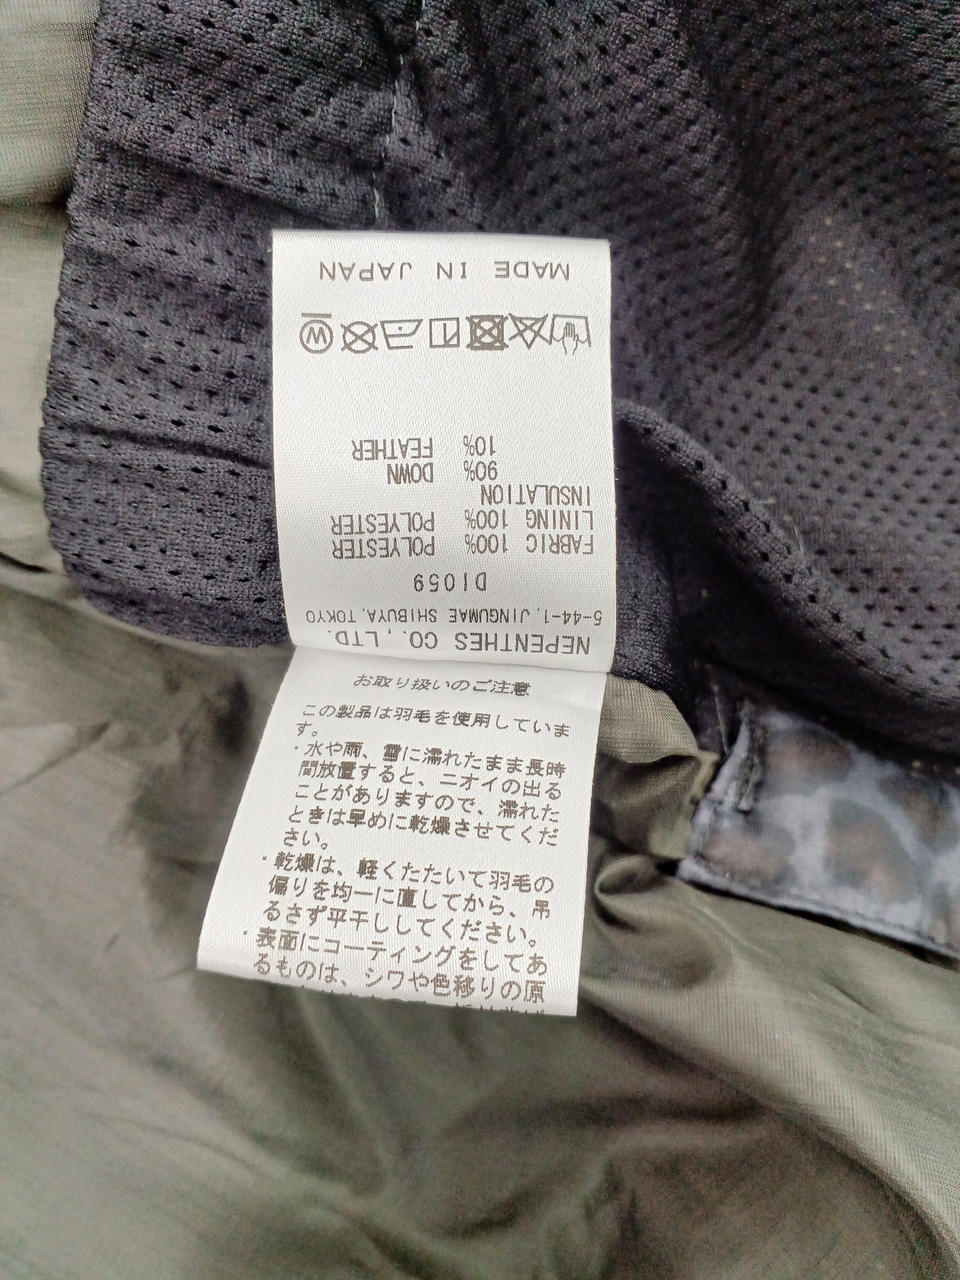 NEPENTHES CO., LTD.
5-44-1, JINGUMAE SHIBUYA, TOKYO
DI059
FABRIC 100% POLYESTER
LINING 100% POLYESTER
INSULATION
90% DOWN
10% FEATHER
W
MADE IN JAPAN
お取り扱いのご注意
この製品は羽毛を使用していま
す。
・水や雨、雪に濡れたまま長時
間放置すると、ニオイの出る
ことがありますので、濡れた
ときは早めに乾燥させてくだ
さい。
・乾燥は、軽くたたいて羽毛の
偏りを均一に直してから、吊
るさず平干ししてください。
・表面にコーティングをしてあ
るものは、シワや色移りの原